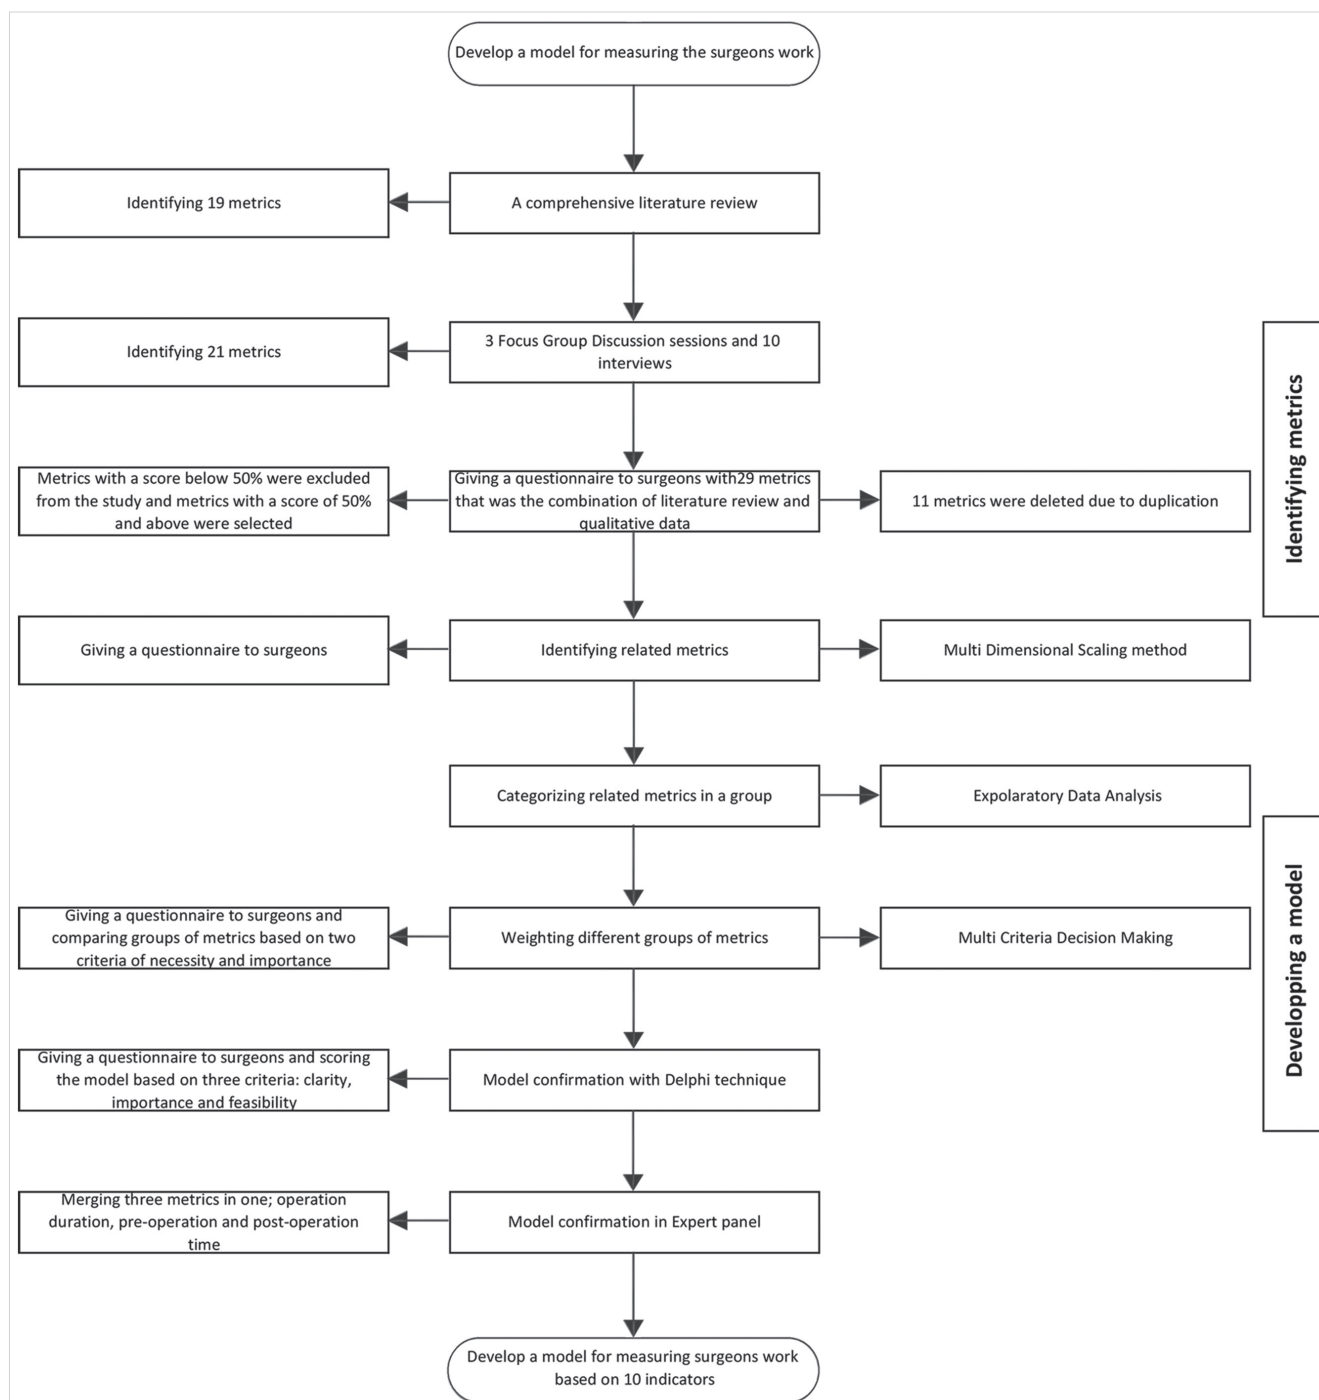 Develop a model for measuring the surgeons work
Identifying 19 metrics
A comprehensive literature review
Identifying 21 metrics
3 Focus Group Discussion sessions and 10
interviews
Metrics with a score below 50% were excluded
from the study and metrics with a score of 50%
and above were selected
Giving a questionnaire to surgeons with29 metrics
that was the combination of literature review and
qualitative data
11 metrics were deleted due to duplication
Identifying metrics
Giving a questionnaire to surgeons
Identifying related metrics
Multi Dimensional Scaling method
Categorizing related metrics in a group
Expolaratory Data Analysis
Giving a questionnaire to surgeons and
comparing groups of metrics based on two
criteria of necessity and importance
Weighting different groups of metrics
Multi Criteria Decision Making
Developping a model
Giving a questionnaire to surgeons and scoring
the model based on three criteria: clarity,
importance and feasibility
Model confirmation with Delphi technique
Merging three metrics in one; operation
duration, pre-operation and post-operation
time
Model confirmation in Expert panel
Develop a model for measuring surgeons work
based on 10 indicators